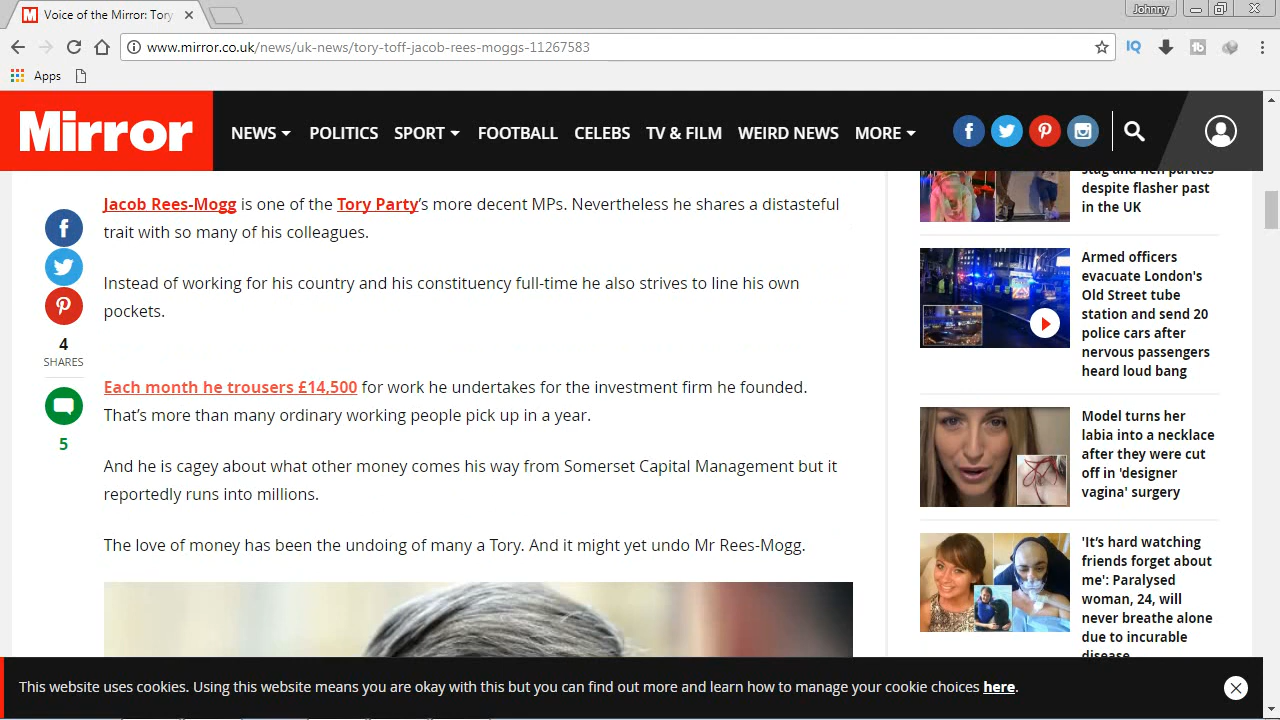 Voice of the Mirror: Tory
Johnny
www.mirror.co.uk/news/uk-news/tory-toff-jacob-rees-moggs-11267583
Apps
Mirror
NEWS POLITICS SPORT FOOTBALL CELEBS TV & FILM WEIRD NEWS MORE
Jacob Rees-Mogg is one of the Tory Party's more decent MPs. Nevertheless he shares a distasteful
trait with so many of his colleagues.
Instead of working for his country and his constituency full-time he also strives to line his own
pockets.
4
SHARES
5
Each month he trousers £14,500 for work he undertakes for the investment firm he founded.
That's more than many ordinary working people pick up in a year.
And he is cagey about what other money comes his way from Somerset Capital Management but it
reportedly runs into millions.
The love of money has been the undoing of many a Tory. And it might yet undo Mr Rees-Mogg.
stag and hen parties
despite flasher past
in the UK
Armed officers
evacuate London's
Old Street tube
station and send 20
police cars after
nervous passengers
heard loud bang
Model turns her
labia into a necklace
after they were cut
off in 'designer
vagina' surgery
'It's hard watching
friends forget about
me': Paralysed
woman, 24, will
never breathe alone
due to incurable
disease
This website uses cookies. Using this website means you are okay with this but you can find out more and learn how to manage your cookie choices here.